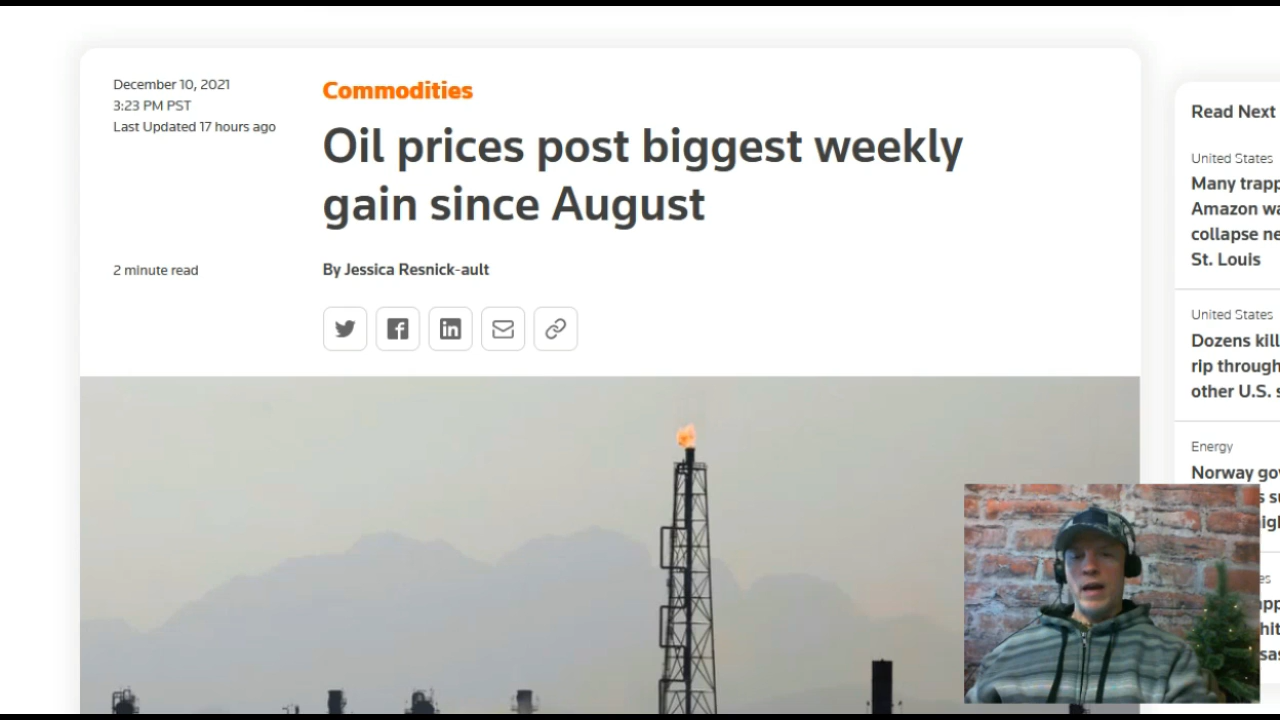 December 10, 2021
3:23 PM PST
Last Updated 17 hours ago
Commodities
Oil prices post biggest weekly
gain since August
2 minute read
By Jessica Resnick-ault
Read Next
United States
Many trapp
Amazon wa
collapse ne
St. Louis
United States
Dozens kill
rip through
other U.S. s
Energy
Norway gov